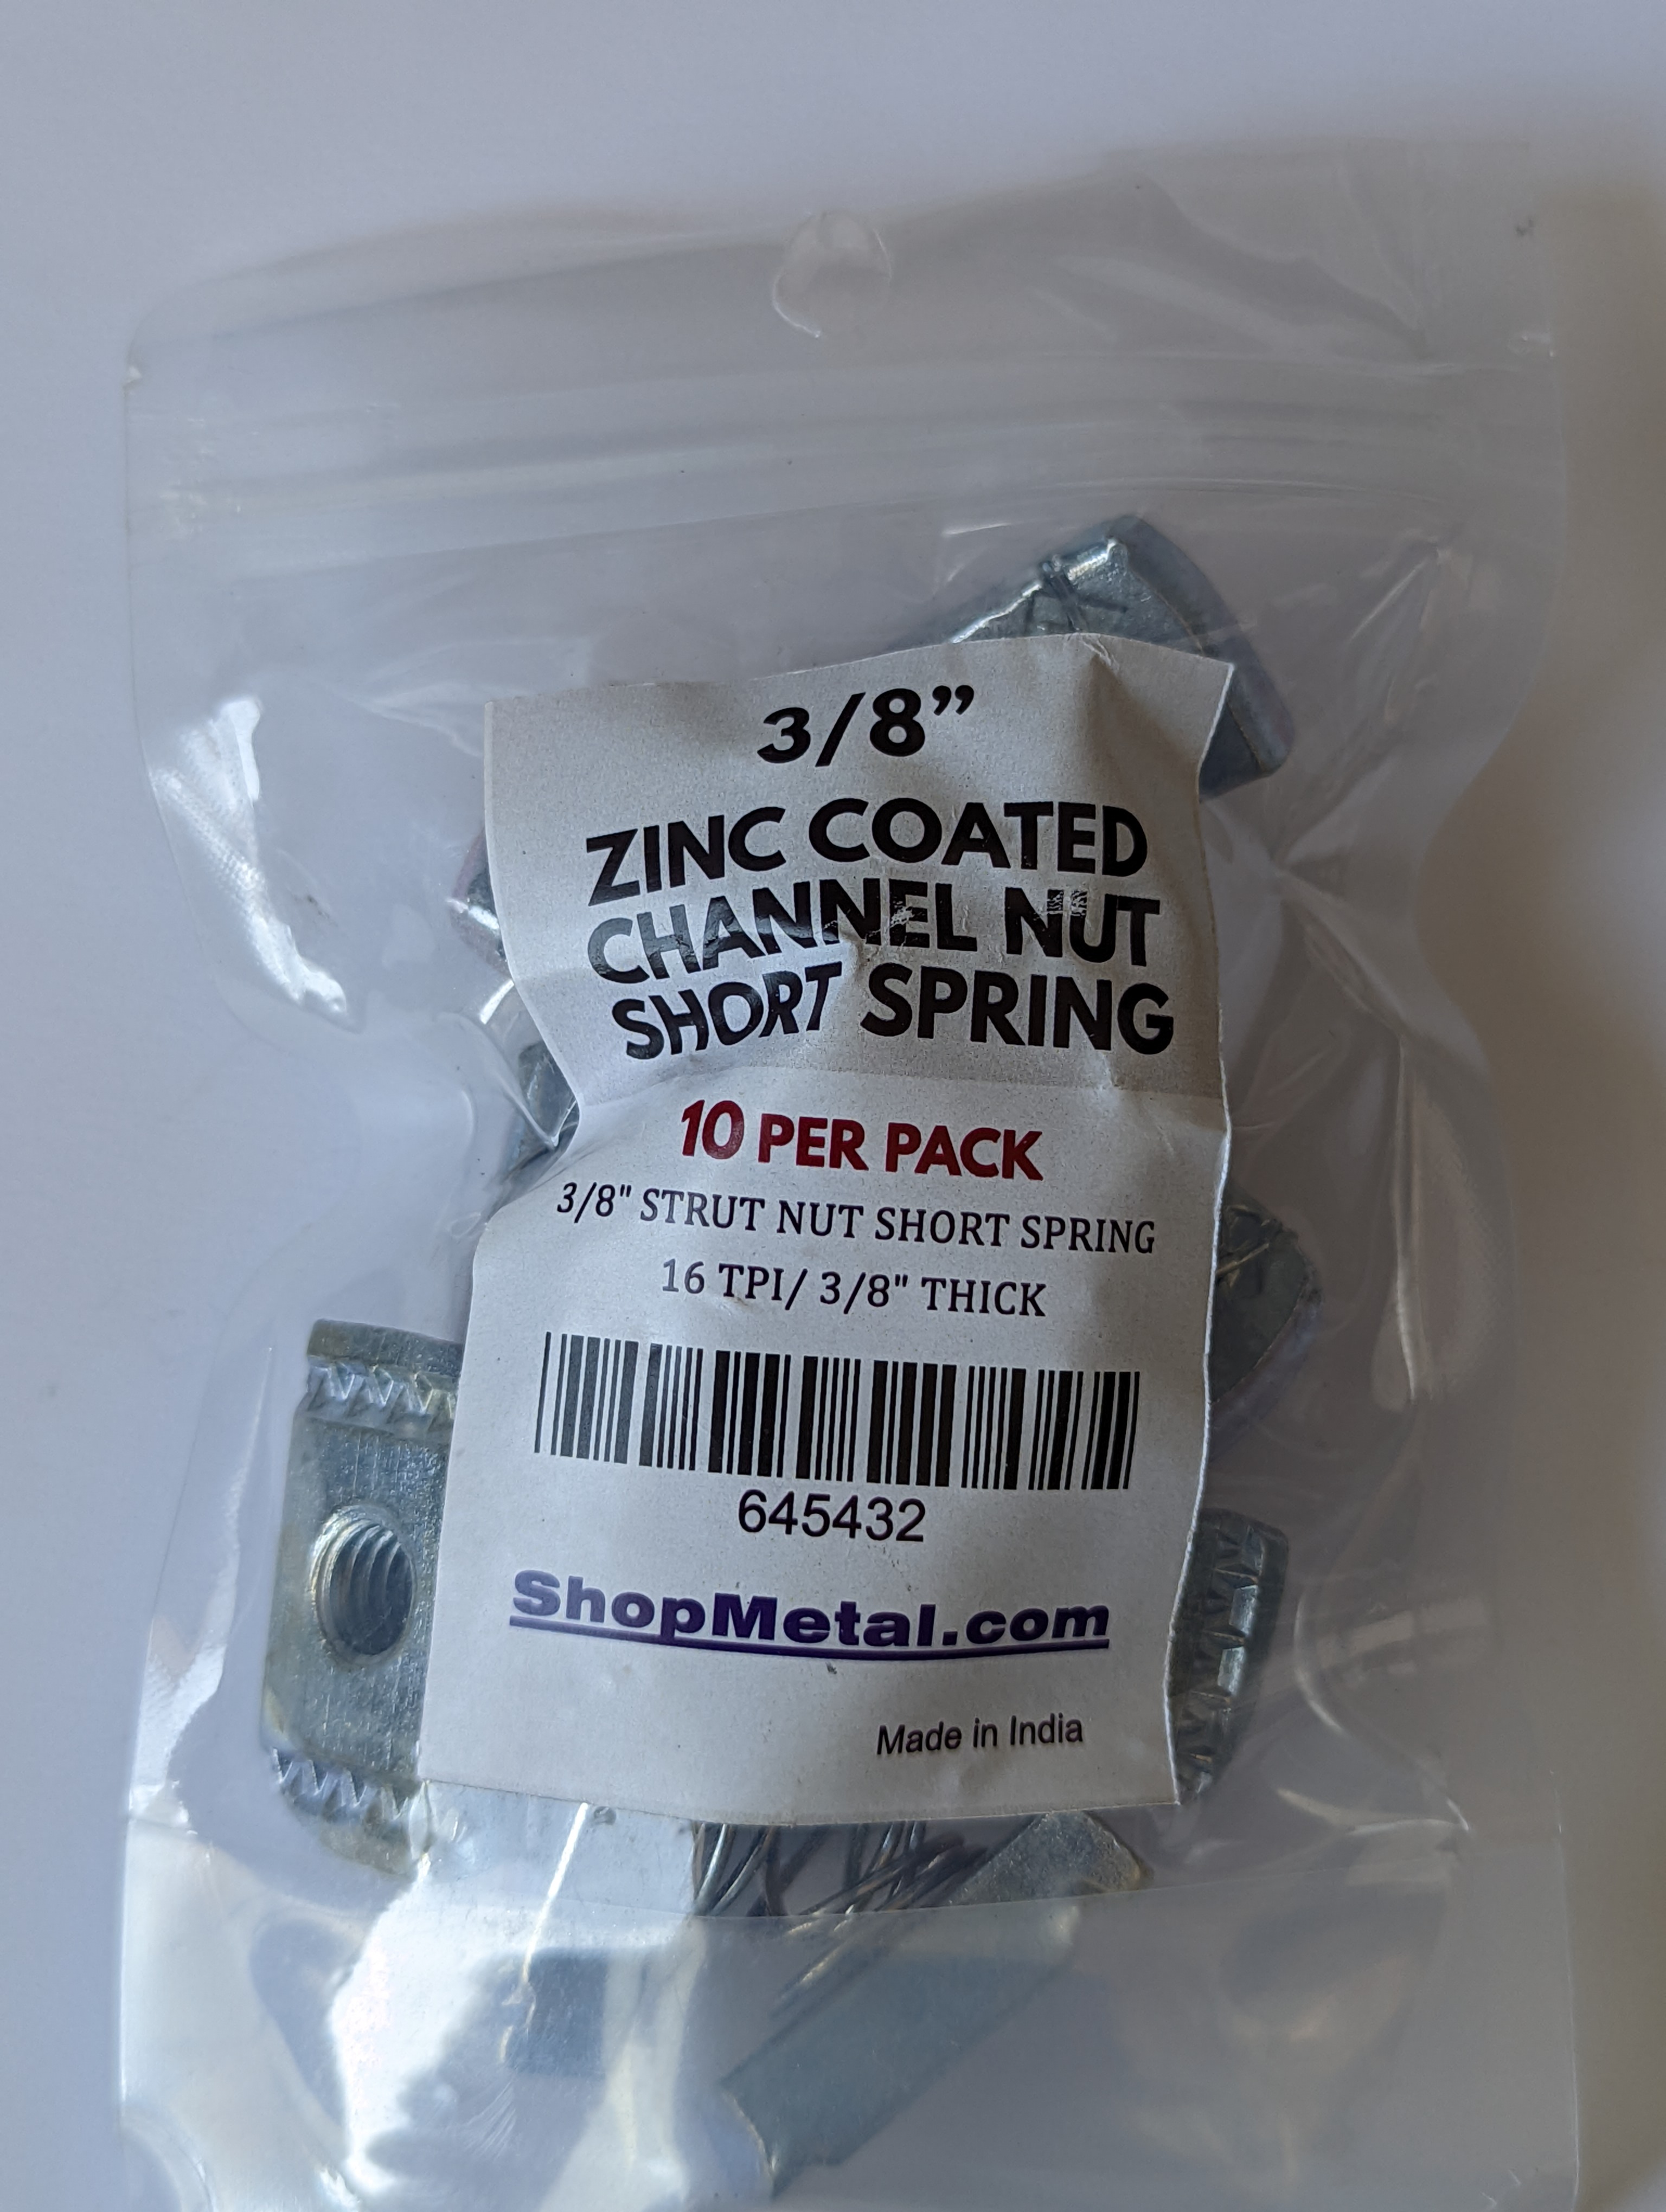 3/8”
ZINC COATED
CHANNEL NUT
SHORT SPRING
10 PER PACK
3/8" STRUT NUT SHORT SPRING
16 TPI/ 3/8" THICK
645432
ShopMetal.com
Made in India